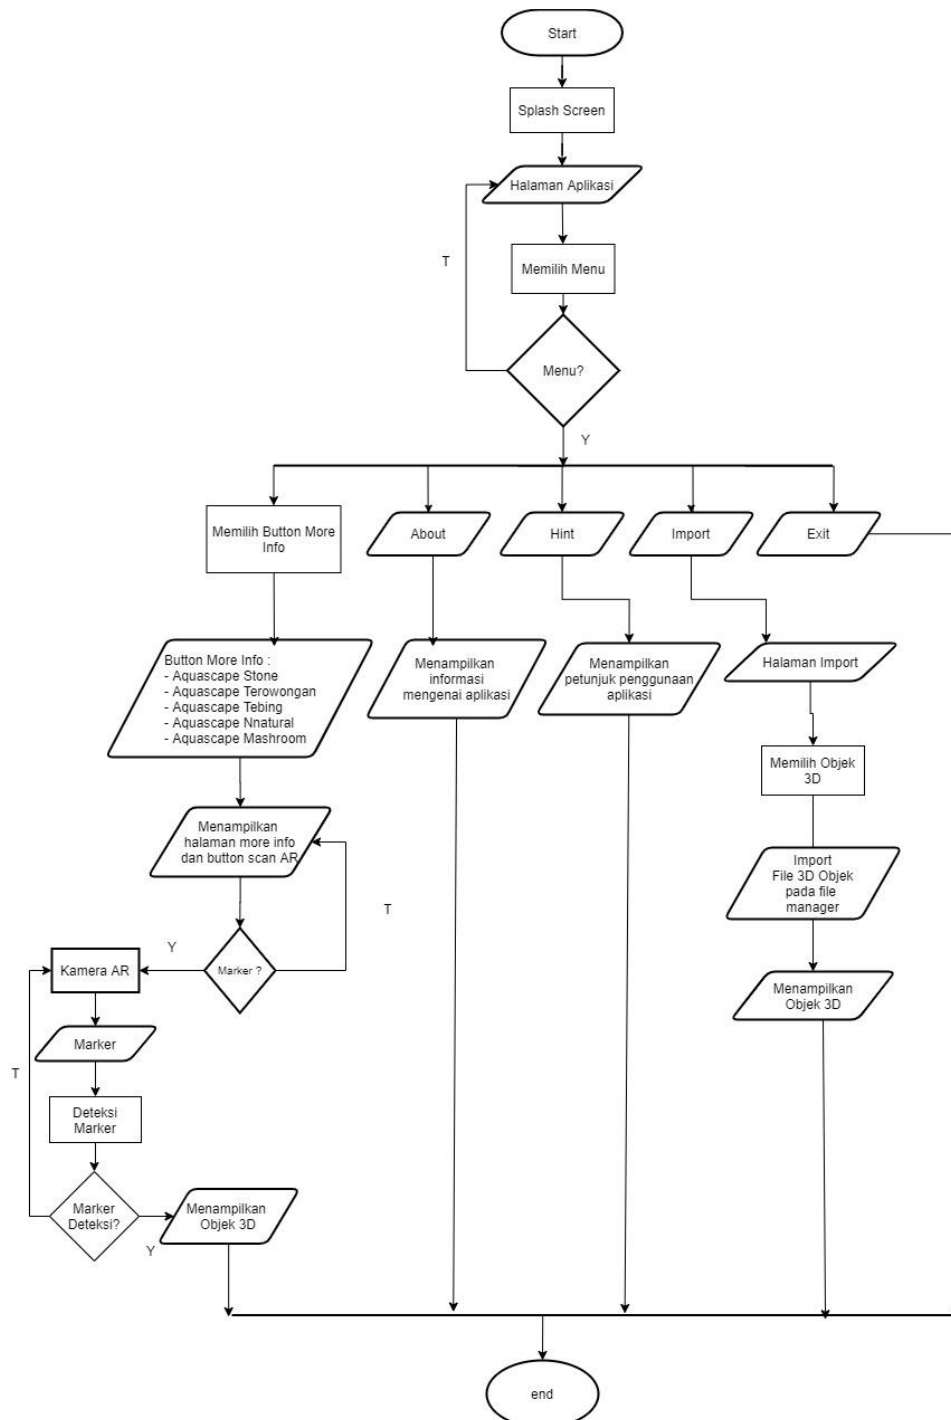 Start
Splash Screen
Halaman Aplikasi
T
Memilih Menu
Menu?
Y
Memilih Button More
Info
About
Hint
Import
Exit
Button More Info :
- Aquascape Stone
- Aquascape Terowongan
- Aquascape Tebing
- Aquascape Nnatural
- Aquascape Mashroom
Menampilkan
informasi
mengenai aplikasi
Menampilkan
petunjuk penggunaan
aplikasi
Halaman Import
Memilih Objek
3D
Menampilkan
halaman more info
dan button scan AR
Import
File 3D Objek
pada file
manager
T
Y
Marker ?
Kamera AR
Menampilkan
Objek 3D
Marker
T
Deteksi
Marker
Marker
Deteksi?
Y
Menampilkan
Objek 3D
end